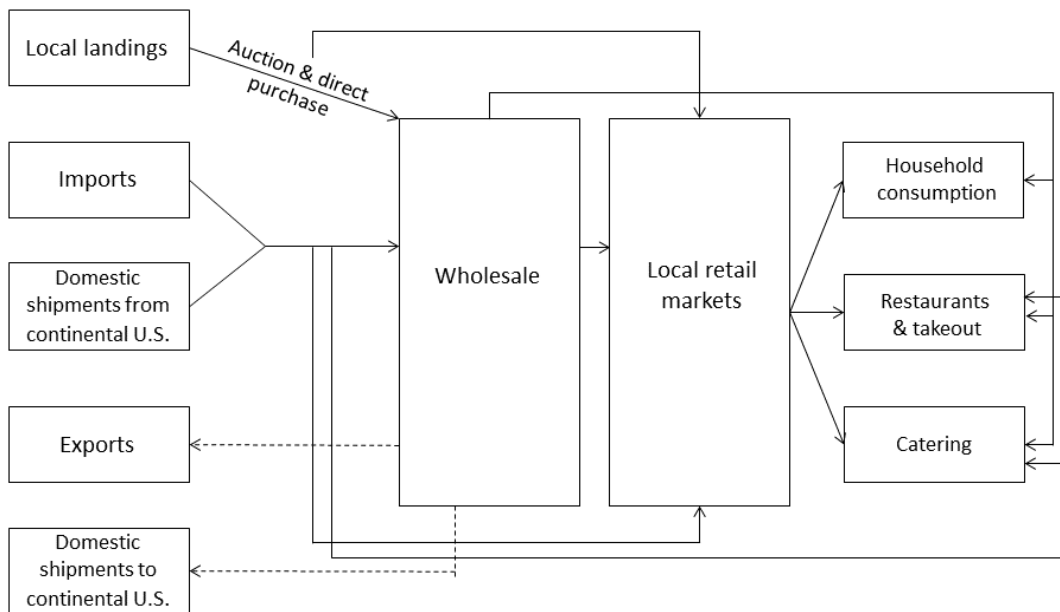 Local landings
Auction & direct
purchase
Imports
Domestic
shipments from
continental U.S.
Exports
Domestic
shipments to
continental U.S.
Wholesale
Local retail
markets
Household
consumption
Restaurants
& takeout
Catering